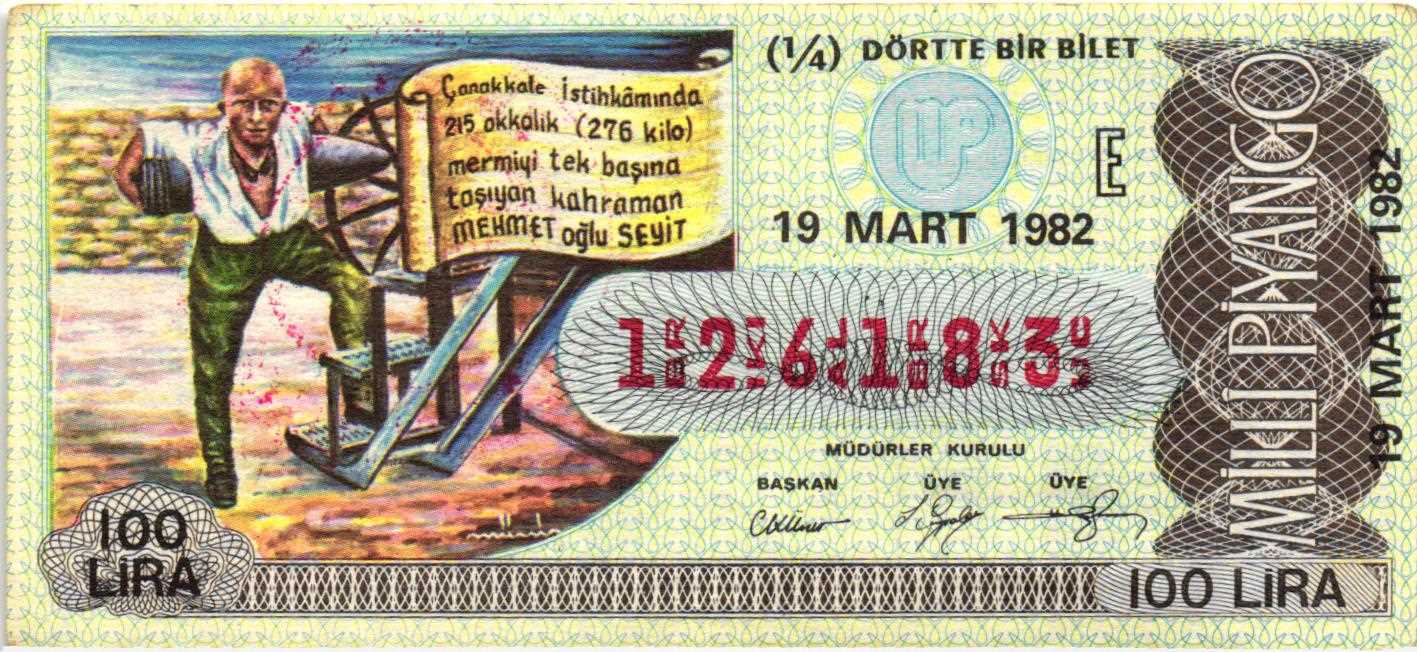 (1/4) DÖRTTE BİR BİLET
Çanakkale İstihkâmında
215 okkalık (276 kilo)
mermiyi tek başına
taşıyan kahraman
MEHMET oğlu SEYİT
E
19 MART 1982
126183
MÜDÜRLER KURULU
BAŞKAN ÜYE ÜYE
100
LİRA
100 LİRA
MİLLİ PİYANGO
19 MART 1982